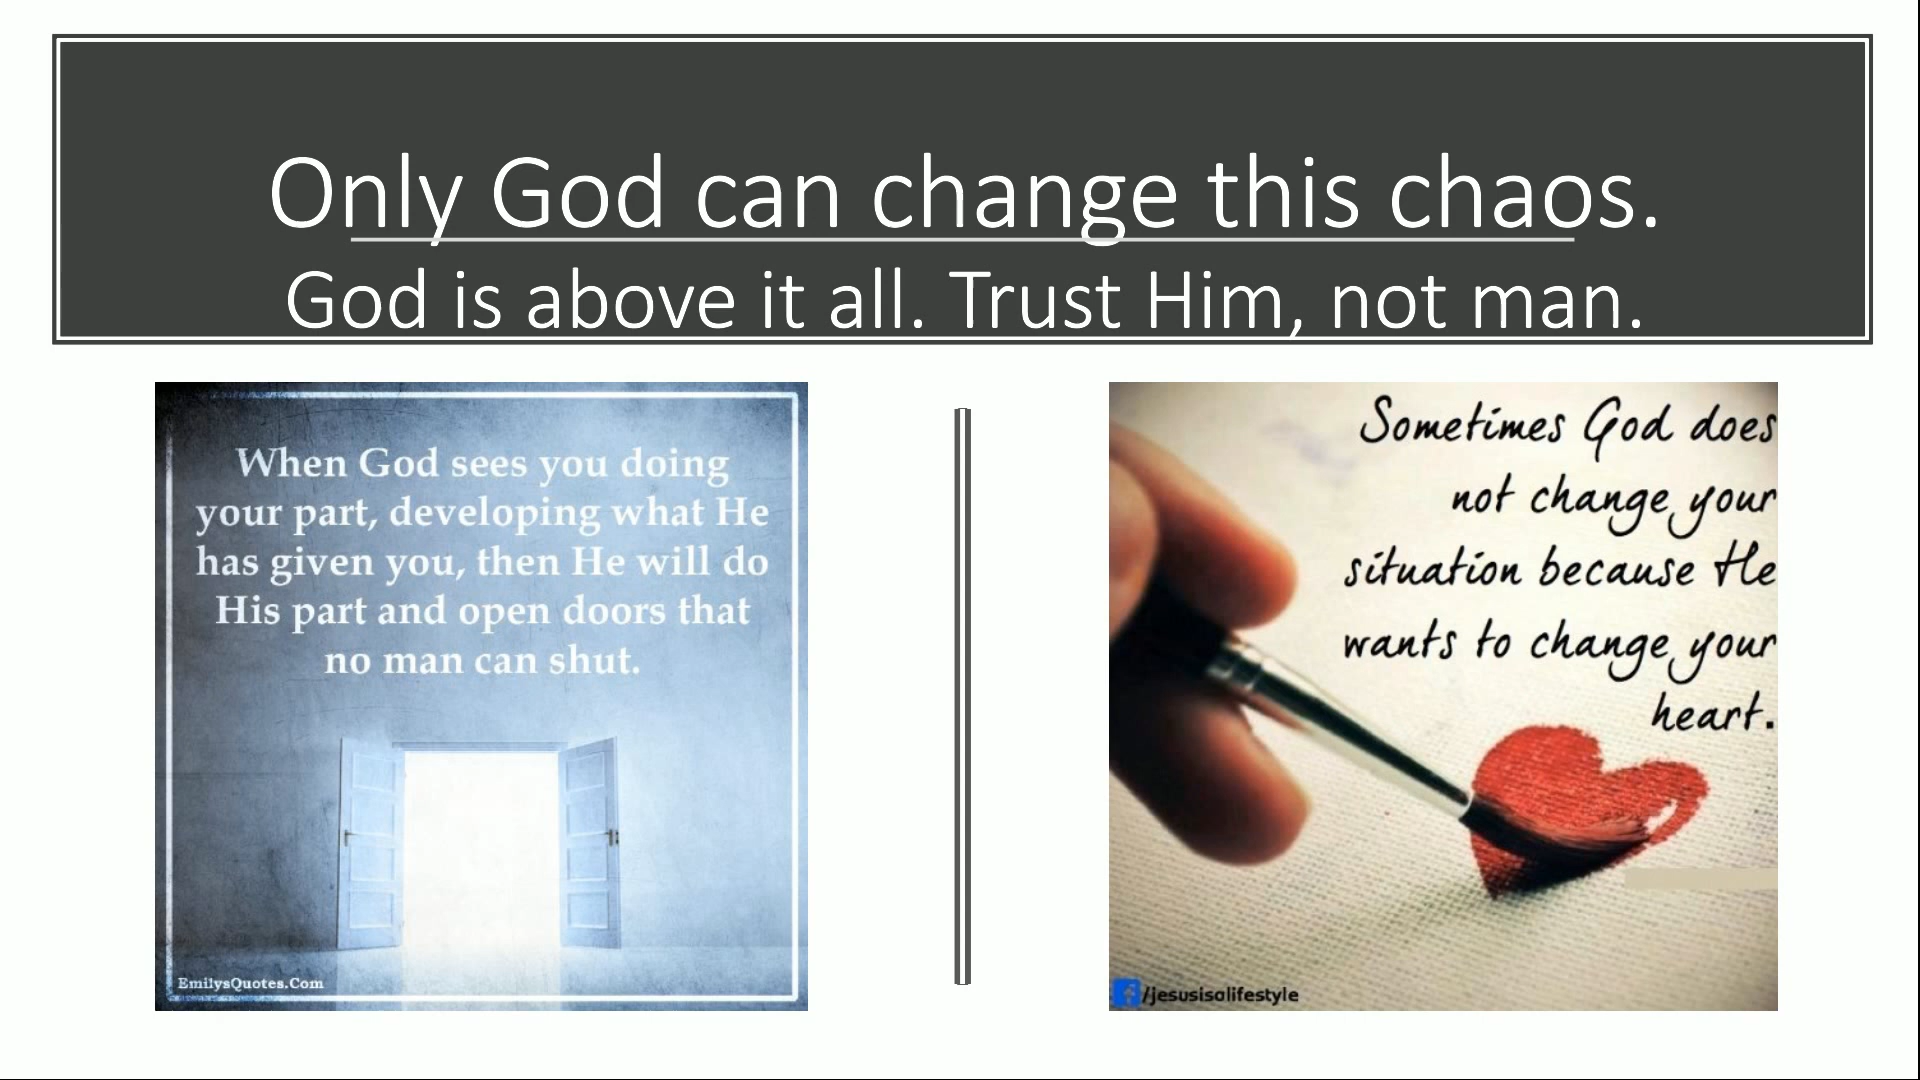 Only God can change this chaos.
God is above it all. Trust Him, not man.
When God sees you doing
your part, developing what He
has given you, then He will do
His part and open doors that
no man can shut.
EmilysQuotes.Com
Sometimes God does
not change your
situation because He
wants to change your
heart.
f/jesusisalifestyle